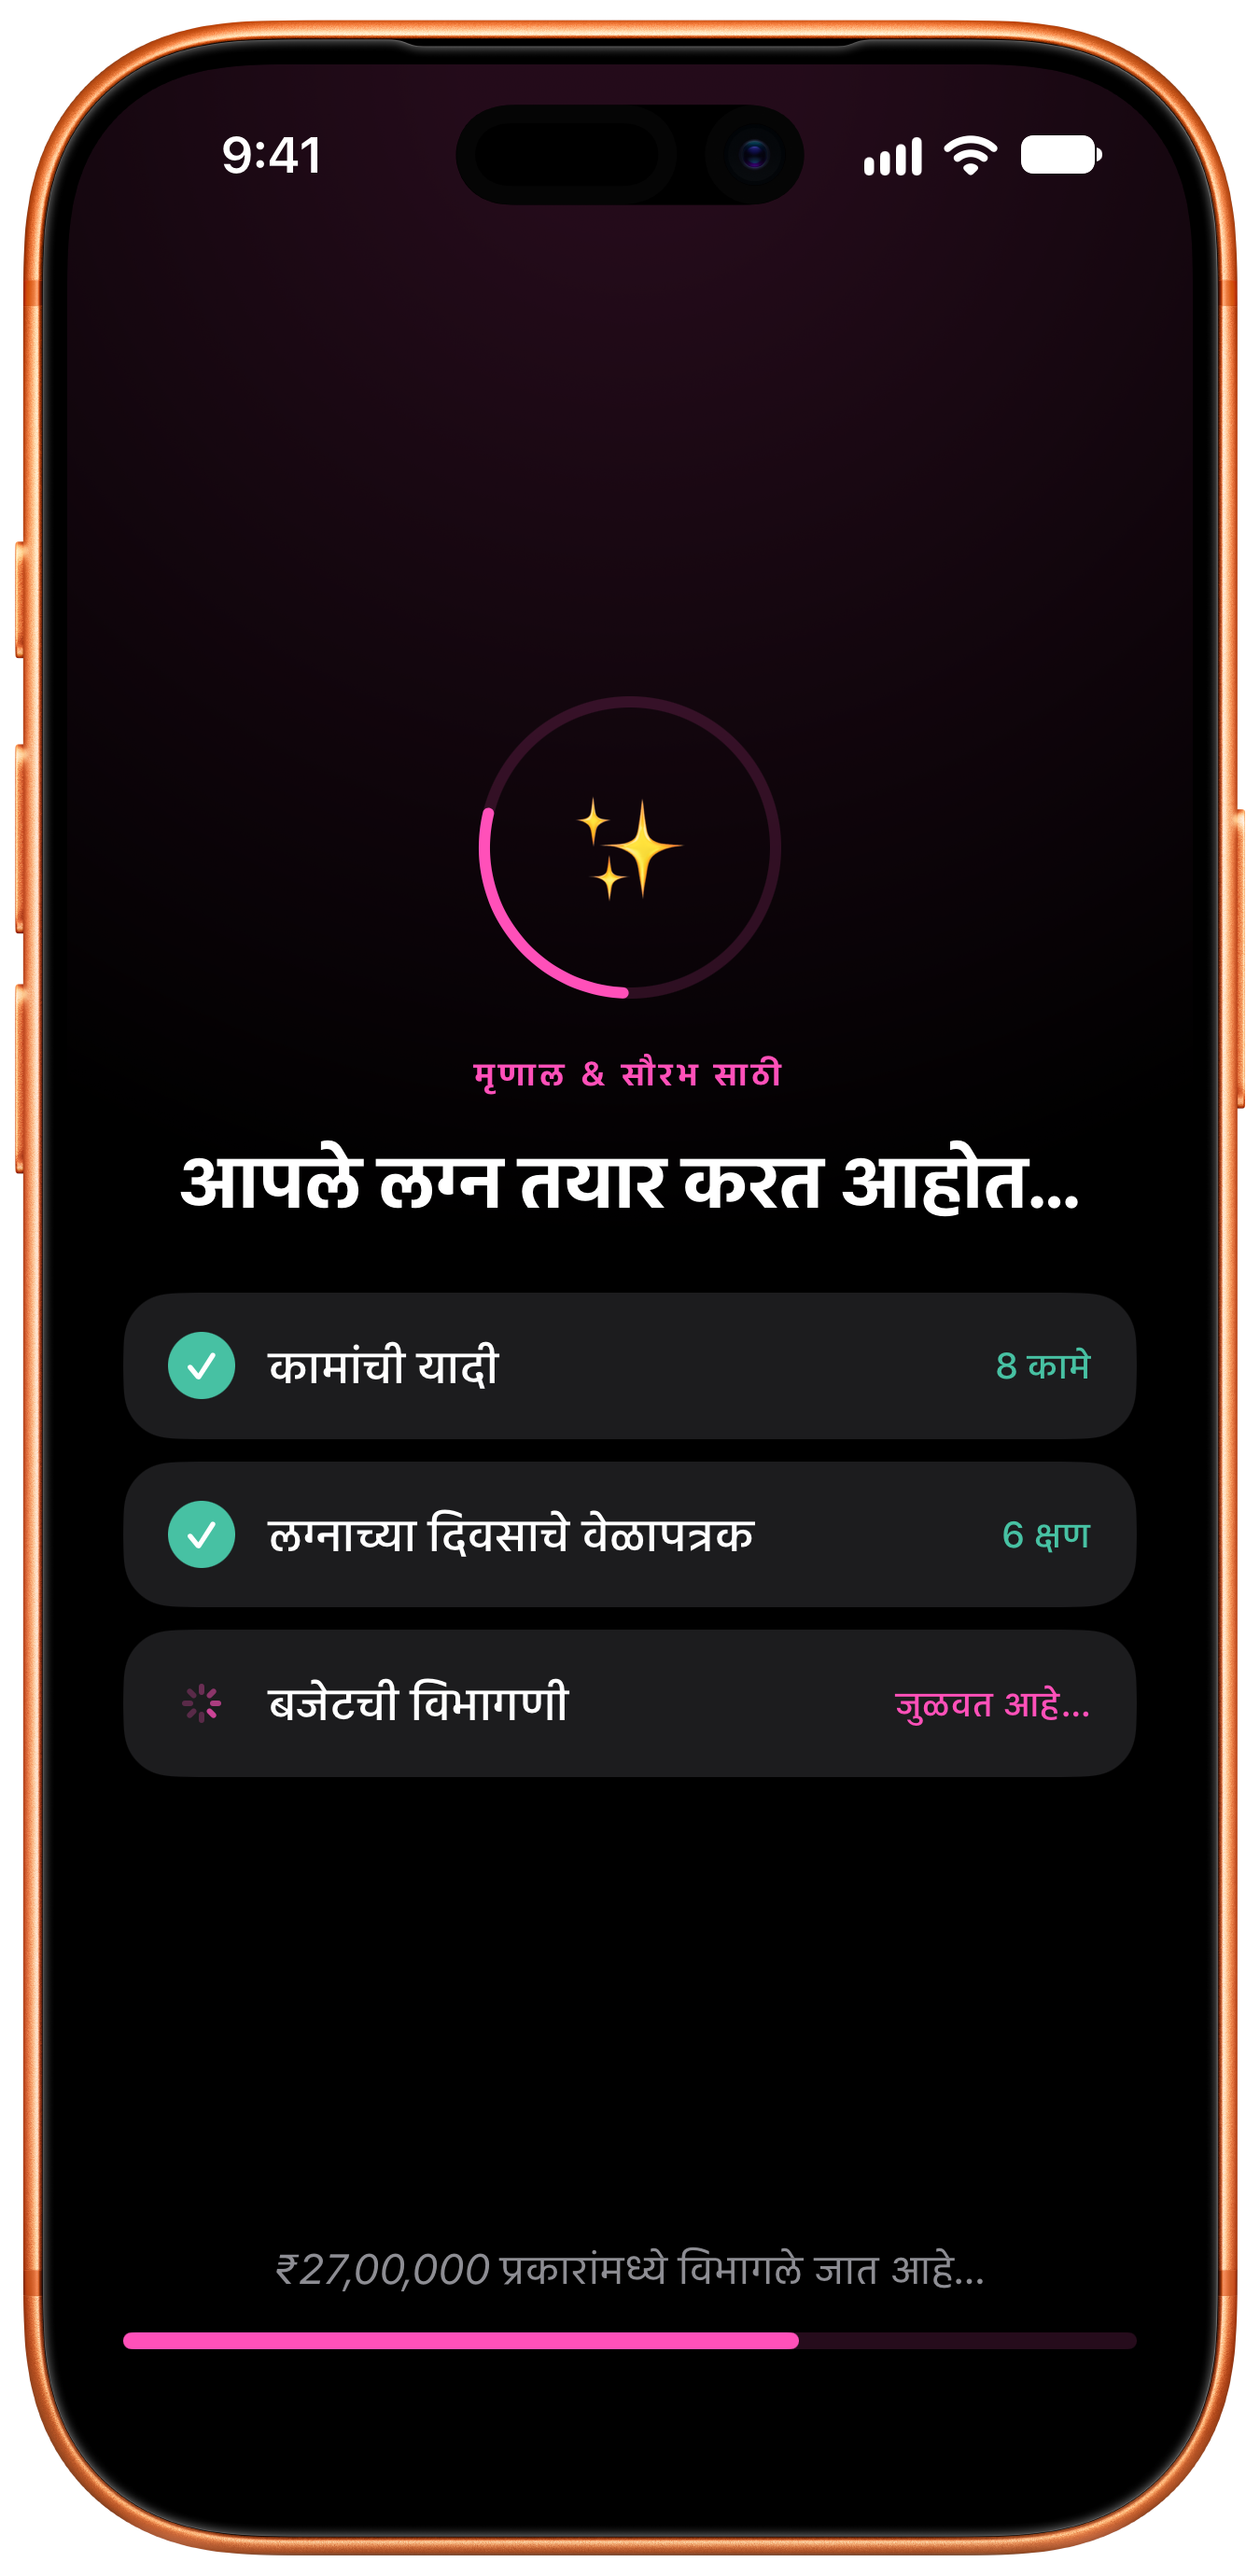 9:41
मृणाल & सौरभ साठी
आपले लग्न तयार करत आहोत...
कामांची यादी
8 कामे
लग्नाच्या दिवसाचे वेळापत्रक
6 क्षण
बजेटची विभागणी
जुळवत आहे...
₹27,00,000 प्रकारांमध्ये विभागले जात आहे...